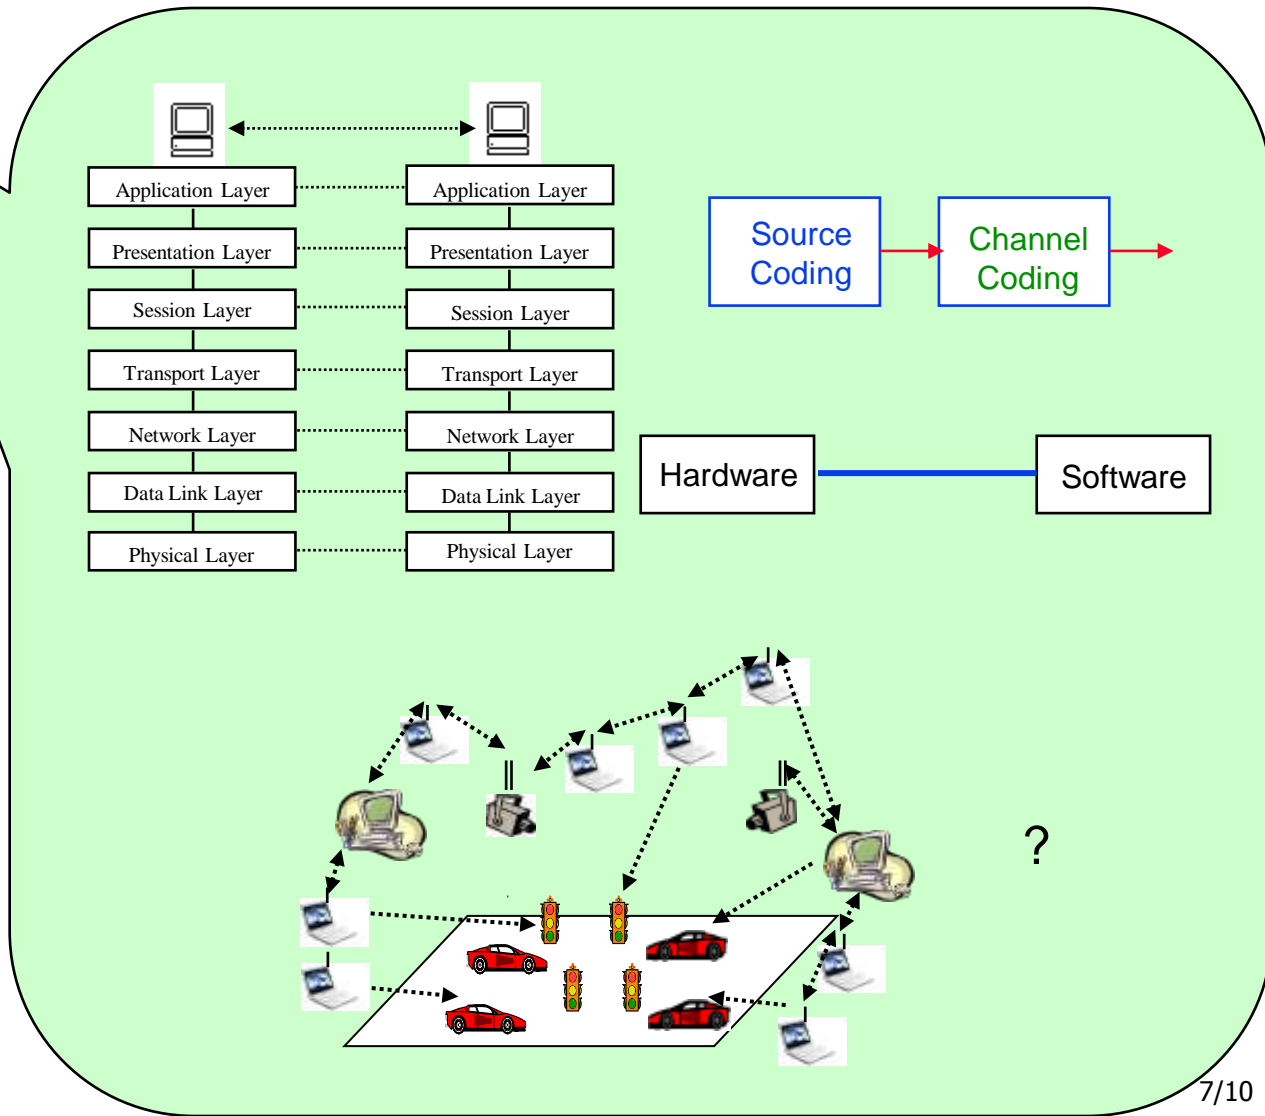 Application Layer
Presentation Layer
Session Layer
Transport Layer
Network Layer
Data Link Layer
Physical Layer
Application Layer
Presentation Layer
Session Layer
Transport Layer
Network Layer
Data Link Layer
Physical Layer
Source
Coding
Channel
Coding
Hardware
Software
?
7/10